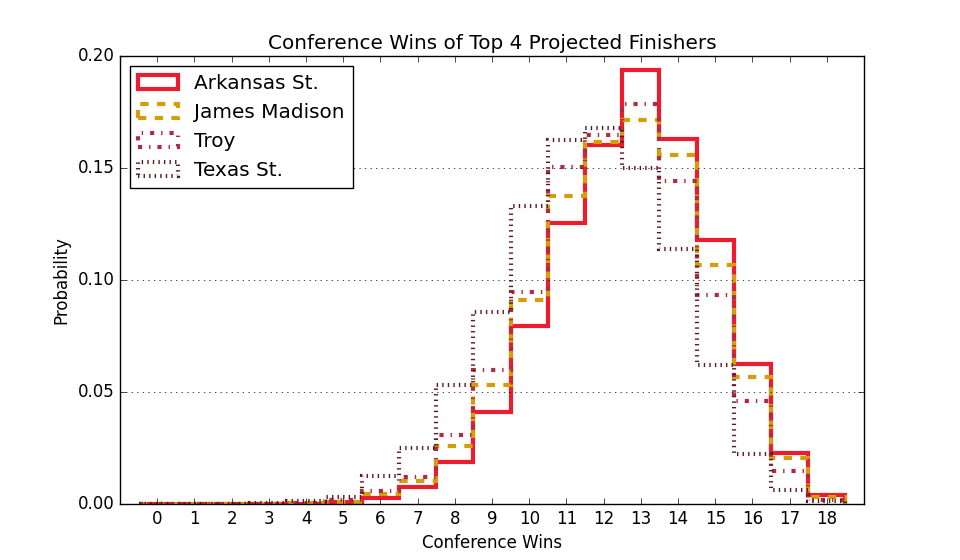 Conference Wins of Top 4 Projected Finishers
0.20
Arkansas St.
James Madison
Troy
Texas St.
0.15
0.10
0.05
0.00
Probability
0 1 2 3 4 5 6 7 8 9 10 11 12 13 14 15 16 17 18
Conference Wins